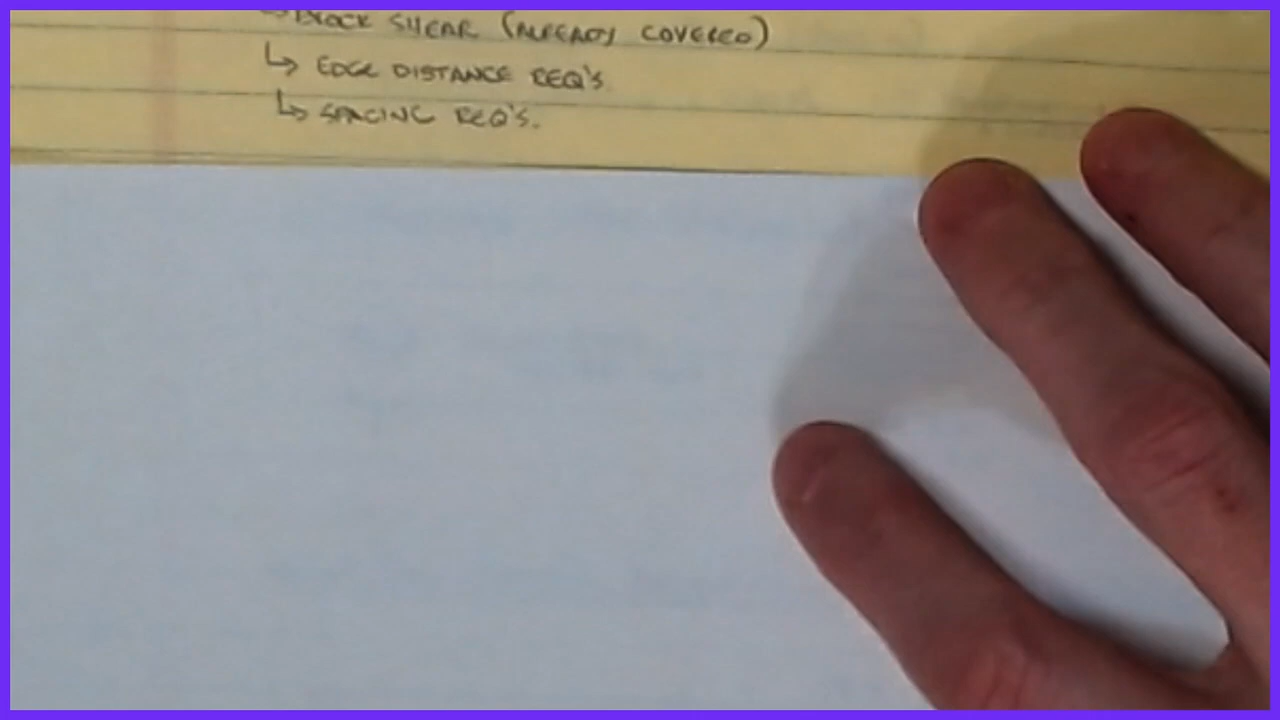 BLOCK SHEAR (ALREADY COVERED)
↳ EDGE DISTANCE REQ'S
↳ SPACING REQ'S.